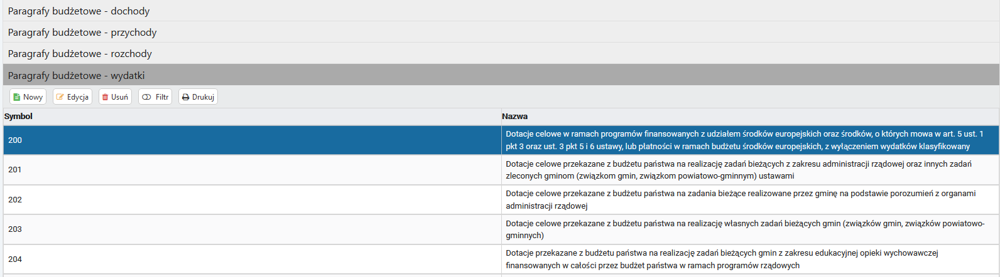 Paragrafy budżetowe - dochody
Paragrafy budżetowe - przychody
Paragrafy budżetowe - rozchody
Paragrafy budżetowe - wydatki
Nowy Edycja Usuń Filtr Drukuj
Symbol Nazwa
200 Dotacje celowe w ramach programów finansowanych z udziałem środków europejskich oraz środków, o których mowa w art. 5 ust. 1
pkt 3 oraz ust. 3 pkt 5 i 6 ustawy, lub płatności w ramach budżetu środków europejskich, z wyłączeniem wydatków klasyfikowany
201 Dotacje celowe przekazane z budżetu państwa na realizację zadań bieżących z zakresu administracji rządowej oraz innych zadań
zleconych gminom (związkom gmin, związkom powiatowo-gminnym) ustawami
202 Dotacje celowe przekazane z budżetu państwa na zadania bieżące realizowane przez gminę na podstawie porozumień z organami
administracji rządowej
203 Dotacje celowe przekazane z budżetu państwa na realizację własnych zadań bieżących gmin (związków gmin, związków powiatowo-
gminnych)
204 Dotacje przekazane z budżetu państwa na realizację zadań bieżących gmin z zakresu edukacyjnej opieki wychowawczej
finansowanych w całości przez budżet państwa w ramach programów rządowych